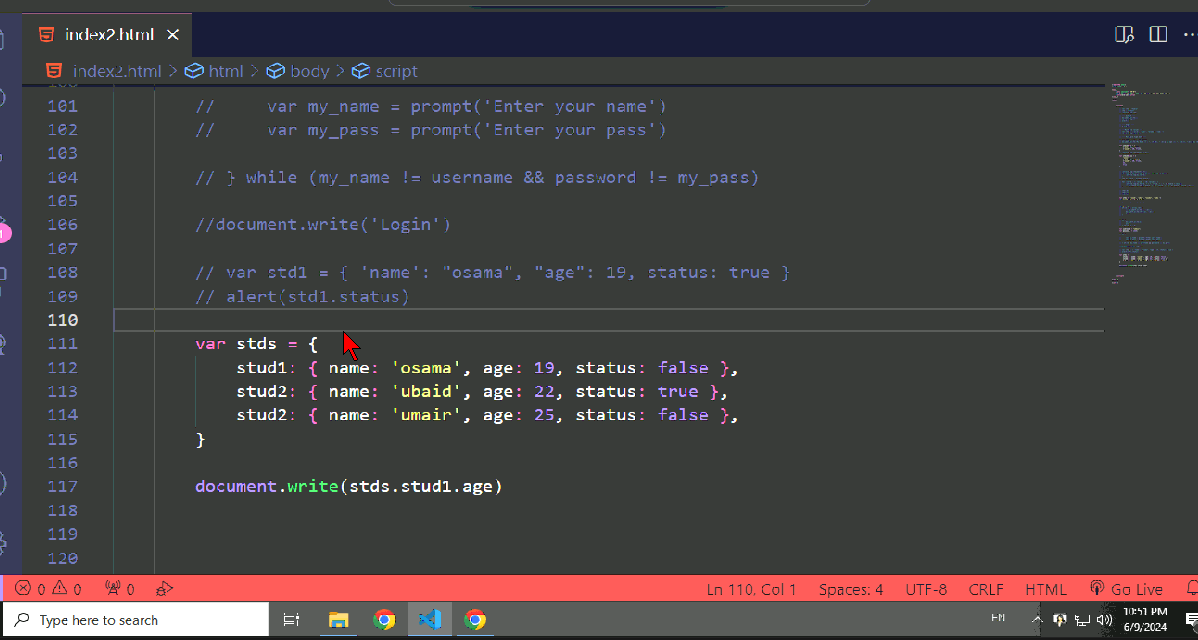 index2.html
index2.html > html > body > script
101 // var my_name = prompt('Enter your name')
102 // var my_pass = prompt('Enter your pass')
103
104 // } while (my_name != username && password != my_pass)
105
106 //document.write('Login')
107
108 // var std1 = { 'name': "osama", "age": 19, status: true }
109 // alert(std1.status)
110
111 var stds = {
112 stud1: { name: 'osama', age: 19, status: false },
113 stud2: { name: 'ubaid', age: 22, status: true },
114 stud2: { name: 'umair', age: 25, status: false },
115 }
116
117 document.write(stds.stud1.age)
118
119
120
0 0 0 Ln 110, Col 1 Spaces: 4 UTF-8 CRLF HTML Go Live
Type here to search
10:51 PM
6/9/2024